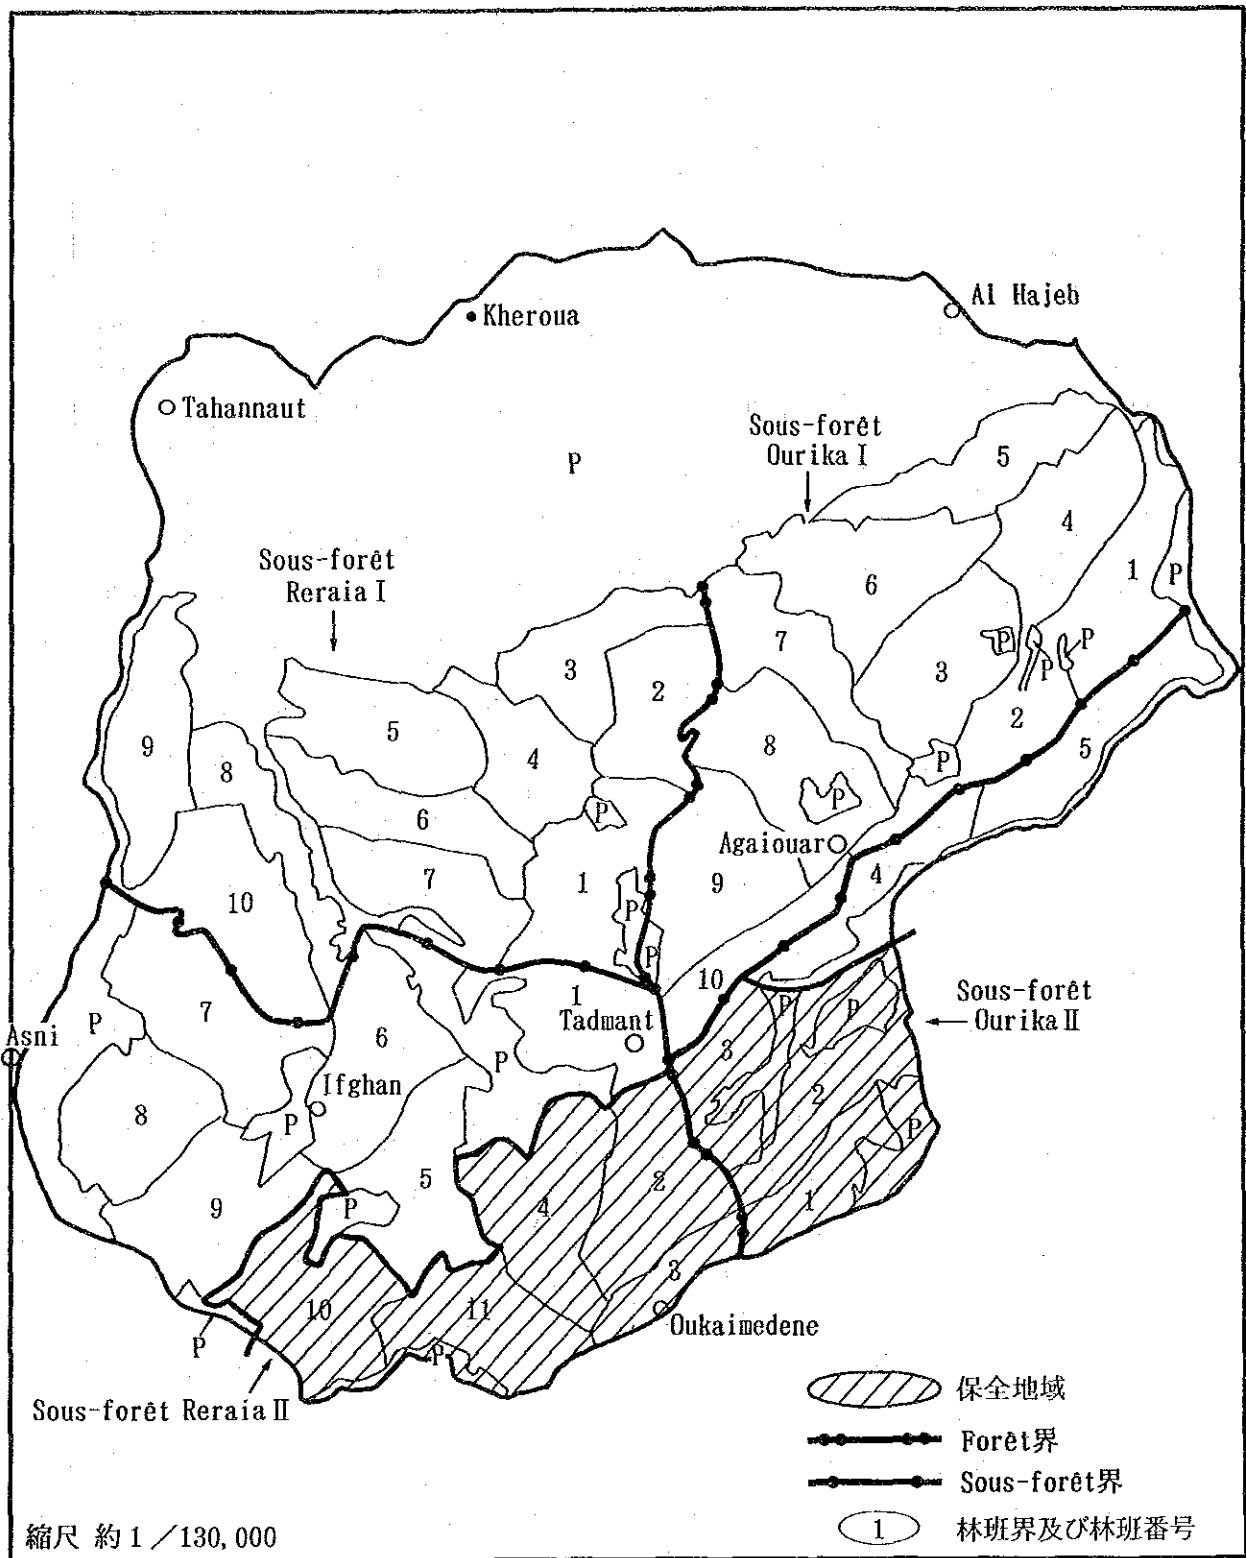 Al Hajeb
Kheroua
Tahannaut
Sous-forêt
Ourika I
5
P
4
Sous-forêt
Reraia I
6
1
P
7
3
P
P
P
3
2
2
5
9
5
8
4
8
P
P
6
P
Agaiouar
7
1
9
4
10
P
P
10
1
Sous-forêt
Ourika II
7
P
Asni
6
Tadmant
P
P
P
3
2
8
Ifghan
P
P
5
2
1
9
P
4
3
10
11
Oukaimedene
P
P
Sous-forêt Reraia II
保全地域
Forêt界
Sous-forêt界
1 林班界及び林班番号
縮尺 約1/130,000